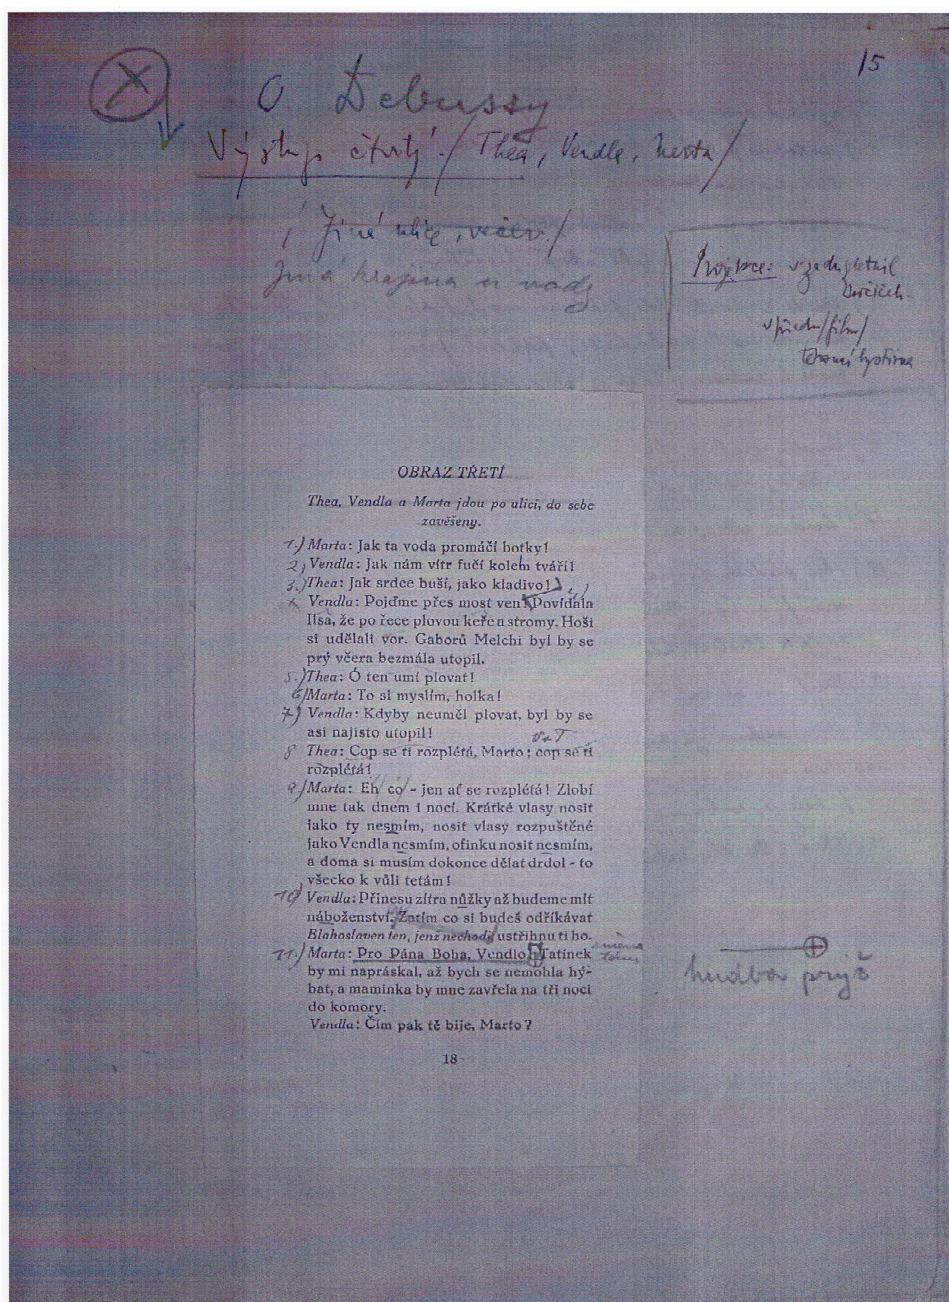 15
X
O Debussy
Výstup čtvrtý / Thea, Vendla, Marta /
/ Jiná ulice, večer /
Jiná krajina u vody
Projekce: vzadu
vpředu /film/
OBRAZ TŘETÍ
Thea, Vendla a Marta jdou po ulici, do sebe
zavěšeny.
1.) Marta: Jak ta voda promáčí botky!
2) Vendla: Jak nám vítr fučí kolem tváří!
3.) Thea: Jak srdce buší, jako kladivo!
Vendla: Pojďme přes most ven! Povídala
Ilsa, že po řece plovou keře a stromy. Hoši
si udělali vor. Gaborů Melchi byl by se
prý včera bezmála utopil.
5.) Thea: Ó ten umí plovat!
6) Marta: To si myslím, holka!
7) Vendla: Kdyby neuměl plovat, byl by se
asi najisto utopil!
V+T
8 Thea: Cop se ti rozplétá, Marto; cop se ti
rozplétá!
9) Marta: Eh co - jen ať se rozplétá! Zlobí
mne tak dnem i nocí. Krátké vlasy nosit
jako ty nesmím, nosit vlasy rozpuštěné
jako Vendla nesmím, ofinku nosit nesmím,
a doma si musím dokonce dělat drdol - to
všecko k vůli tetám!
10) Vendla: Přinesu zítra nůžky až budeme mít
náboženství. Zatím co si budeš odříkávat
Blahoslaven ten, jenž nechodil ustřihnu ti ho.
11.) Marta: Pro Pána Boha, Vendlo! Tatínek
by mi napráskal, až bych se nemohla hý-
bat, a maminka by mne zavřela na tři noci
do komory.
Vendla: Čím pak tě bije, Marto?
18
změna
tónu
hudba pryč